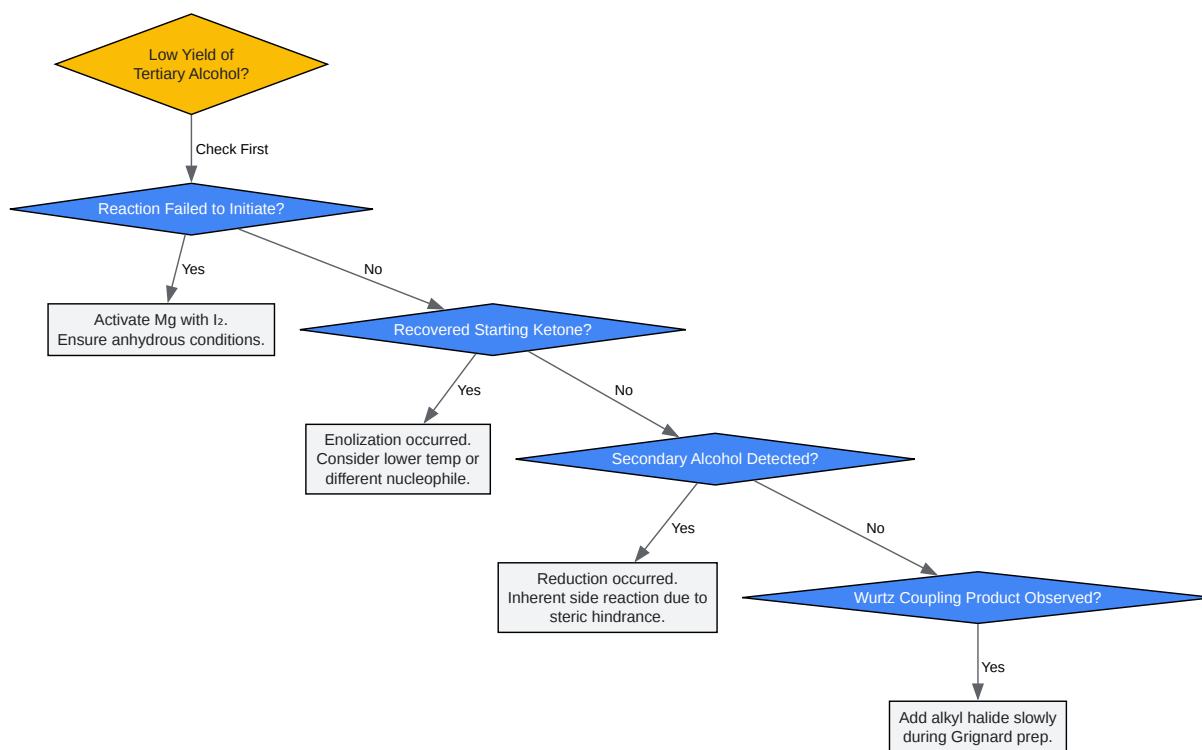 Low Yield of
Tertiary Alcohol?
Check First
Reaction Failed to Initiate?
Yes
No
Activate Mg with I₂.
Ensure anhydrous conditions.
Recovered Starting Ketone?
Yes
No
Enolization occurred.
Consider lower temp or
different nucleophile.
Secondary Alcohol Detected?
Yes
No
Reduction occurred.
Inherent side reaction due to
steric hindrance.
Wurtz Coupling Product Observed?
Yes
Add alkyl halide slowly
during Grignard prep.